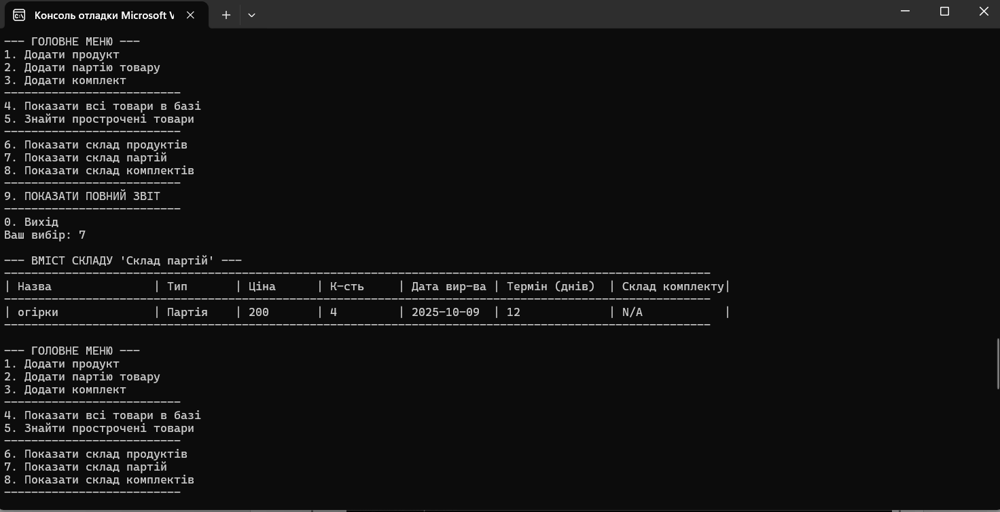 Консоль отладки Microsoft V
--- ГОЛОВНЕ МЕНЮ ---
1. Додати продукт
2. Додати партію товару
3. Додати комплект
--------------------------
4. Показати всі товари в базі
5. Знайти прострочені товари
--------------------------
6. Показати склад продуктів
7. Показати склад партій
8. Показати склад комплектів
--------------------------
9. ПОКАЗАТИ ПОВНИЙ ЗВІТ
--------------------------
0. Вихід
Ваш вибір: 7
--- ВМІСТ СКЛАДУ 'Склад партій' ---
--------------------------------------------------------------------------------------------------------
| Назва | Тип | Ціна | К-сть | Дата вир-ва | Термін (днів) | Склад комплекту|
--------------------------------------------------------------------------------------------------------
| огірки | Партія | 200 | 4 | 2025-10-09 | 12 | N/A |
--------------------------------------------------------------------------------------------------------
--- ГОЛОВНЕ МЕНЮ ---
1. Додати продукт
2. Додати партію товару
3. Додати комплект
--------------------------
4. Показати всі товари в базі
5. Знайти прострочені товари
--------------------------
6. Показати склад продуктів
7. Показати склад партій
8. Показати склад комплектів
--------------------------